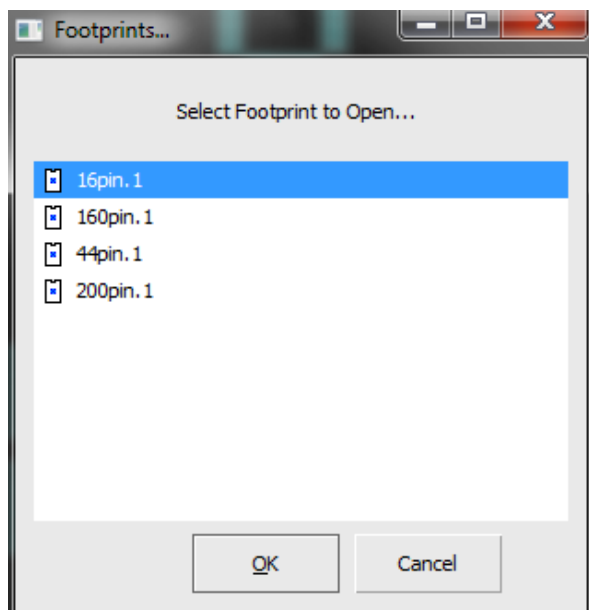 Footprints...
Select Footprint to Open...
16pin.1
160pin.1
44pin.1
200pin.1
OK Cancel